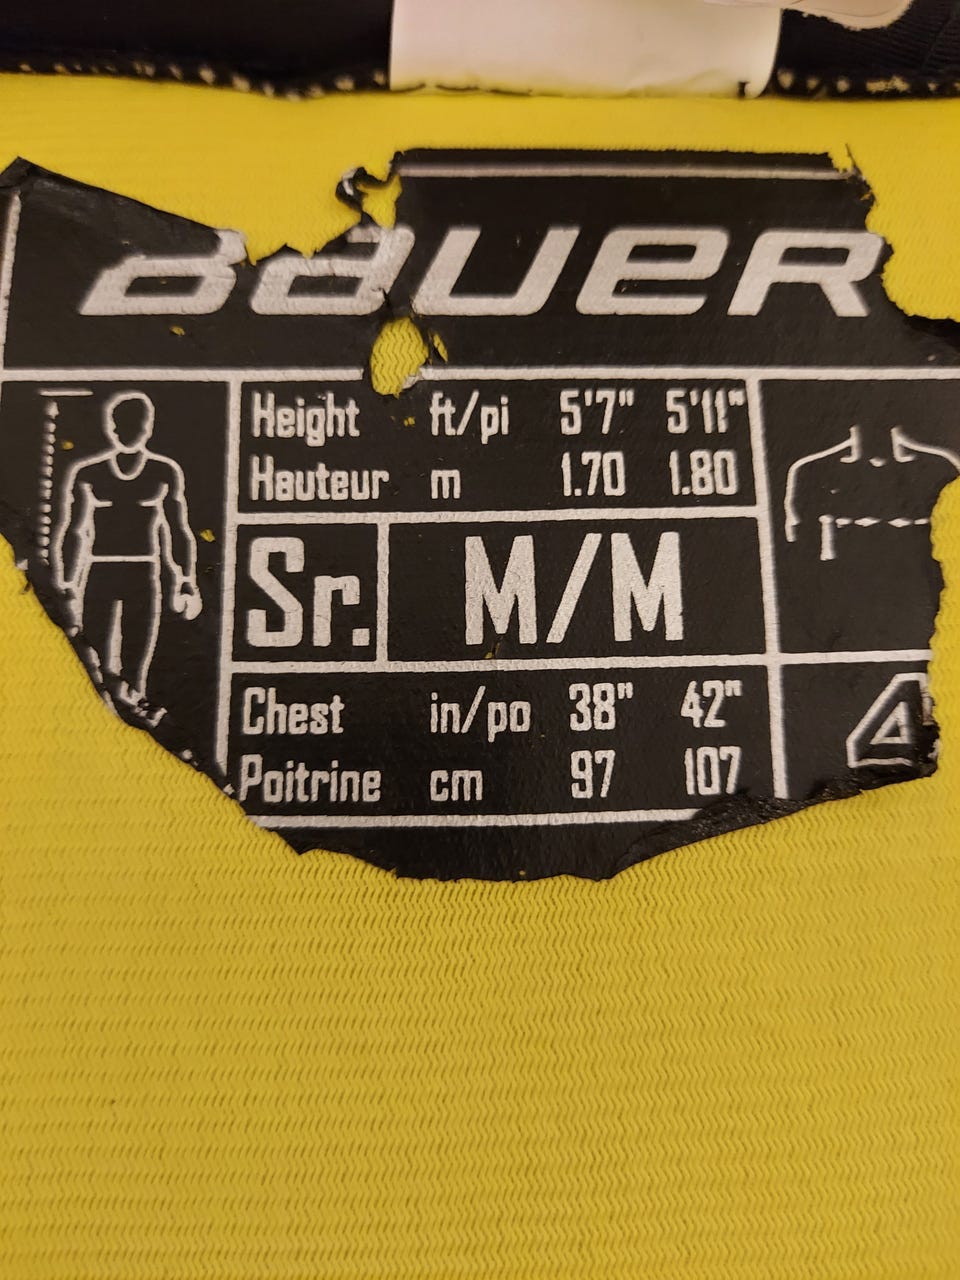 BAUER
Height ft/pi 5'7" 5'11"
Hauteur m 1.70 1.80
Sr. M/M
Chest in/po 38" 42"
Poitrine cm 97 107